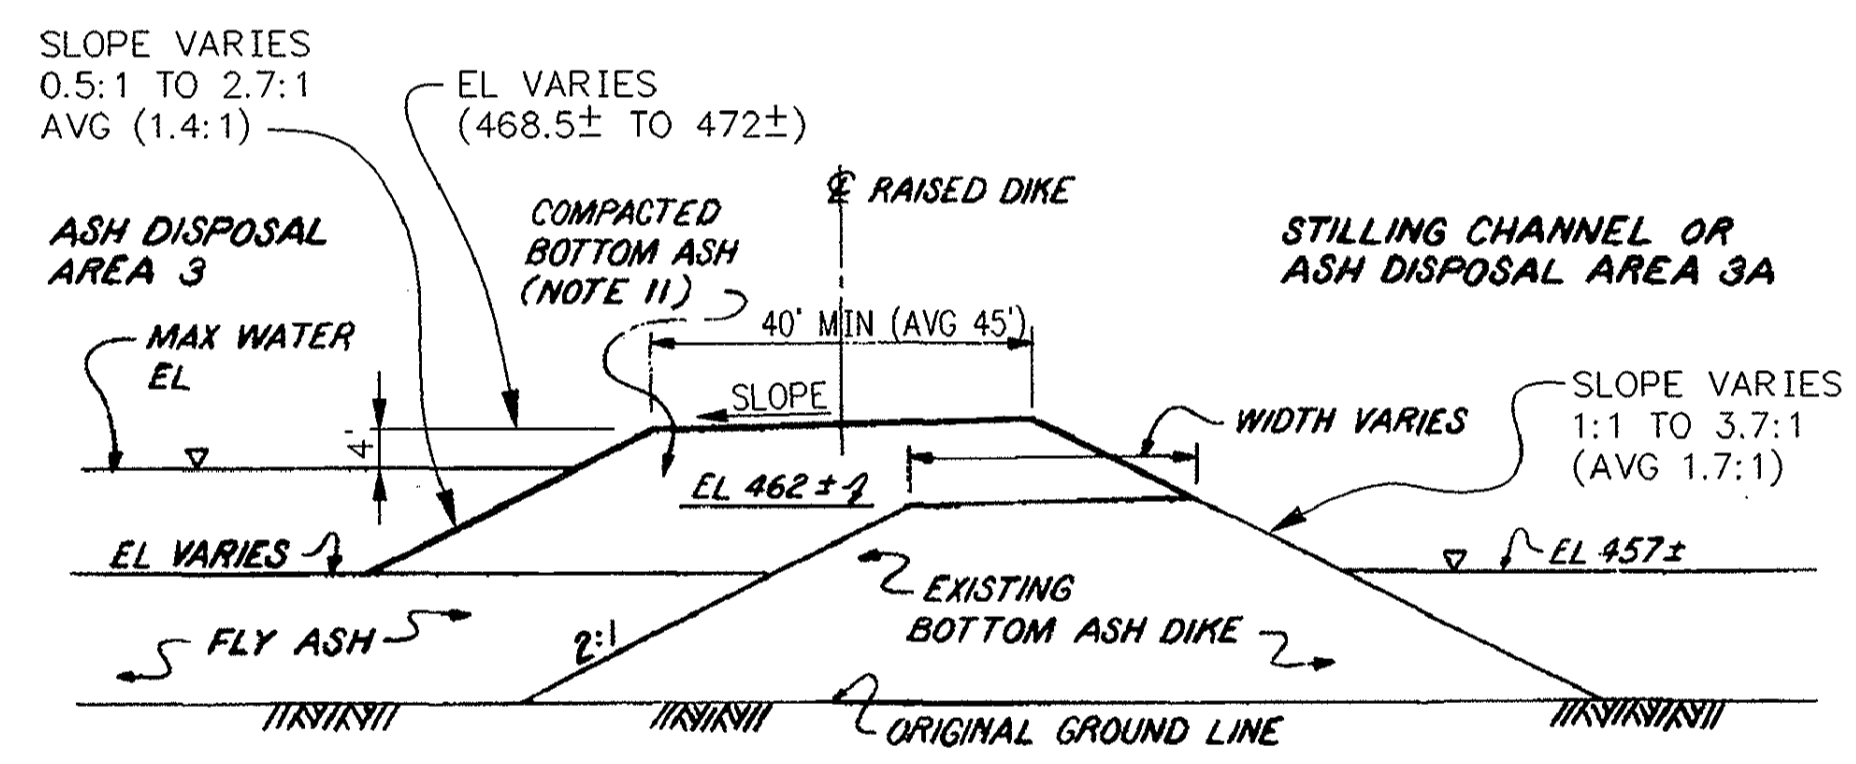 SLOPE VARIES
0.5:1 TO 2.7:1
AVG (1.4:1)
EL VARIES
(468.5± TO 472±)
℄ RAISED DIKE
COMPACTED
BOTTOM ASH
(NOTE 11)
ASH DISPOSAL
AREA 3
STILLING CHANNEL OR
ASH DISPOSAL AREA 3A
40' MIN (AVG 45')
MAX WATER
EL
SLOPE
4'
WIDTH VARIES
SLOPE VARIES
1:1 TO 3.7:1
(AVG 1.7:1)
EL 462±
EL VARIES
EL 457±
EXISTING
BOTTOM ASH DIKE
FLY ASH
2:1
ORIGINAL GROUND LINE